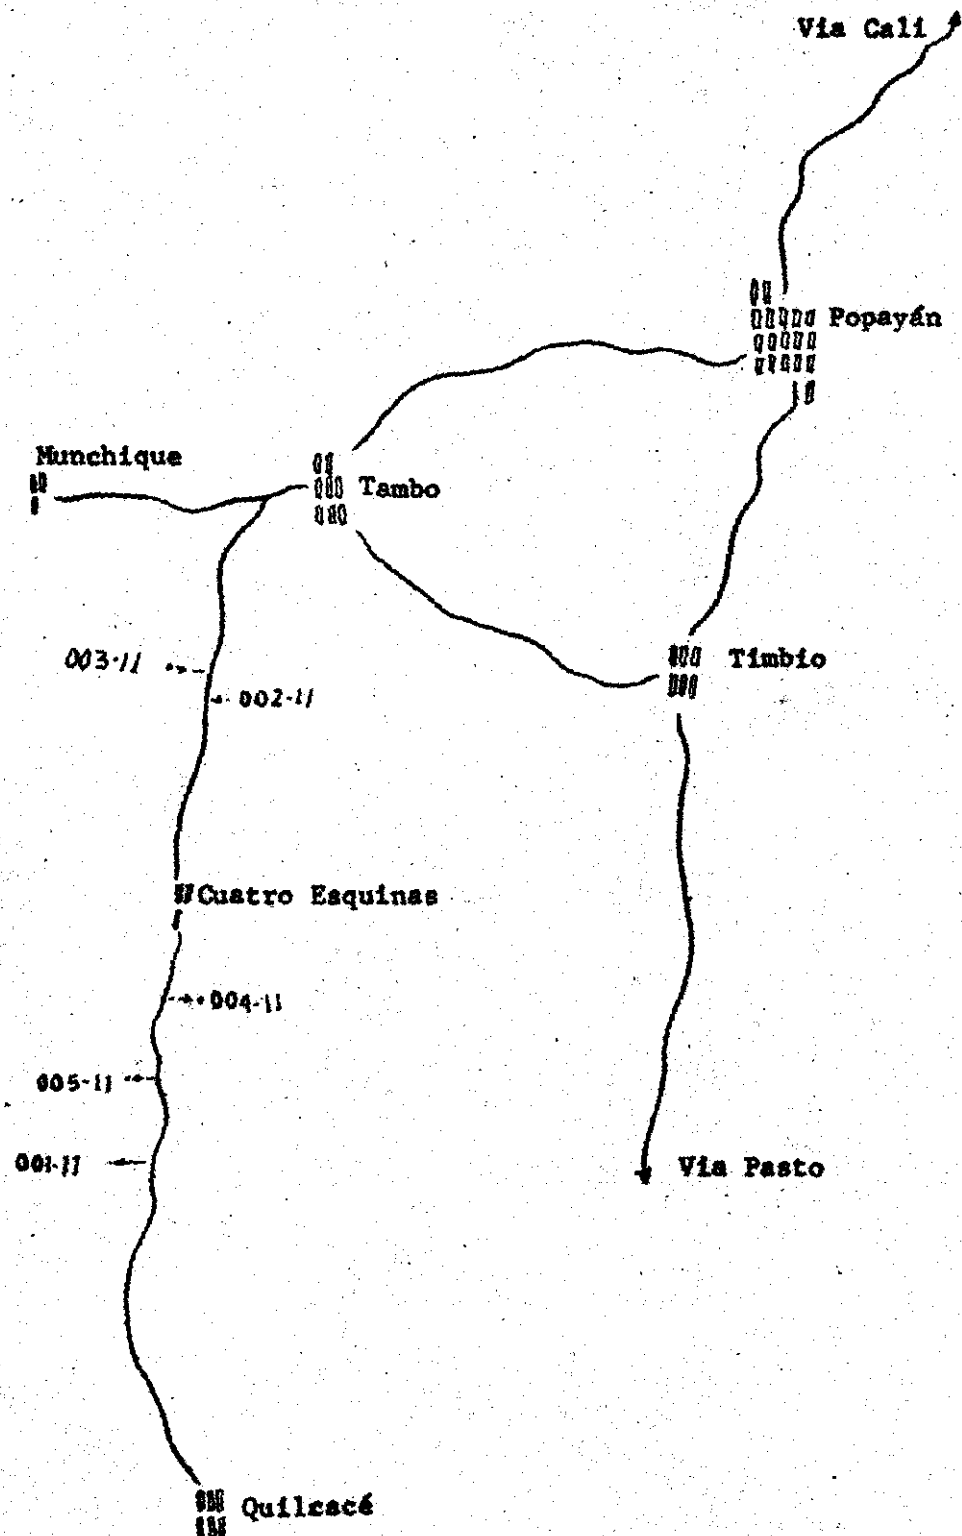 Via Cali
Popayán
Munchique
Tambo
003-11
Timbio
002-11
Cuatro Esquinas
004-11
005-11
001-11
Via Pasto
Quilcacé